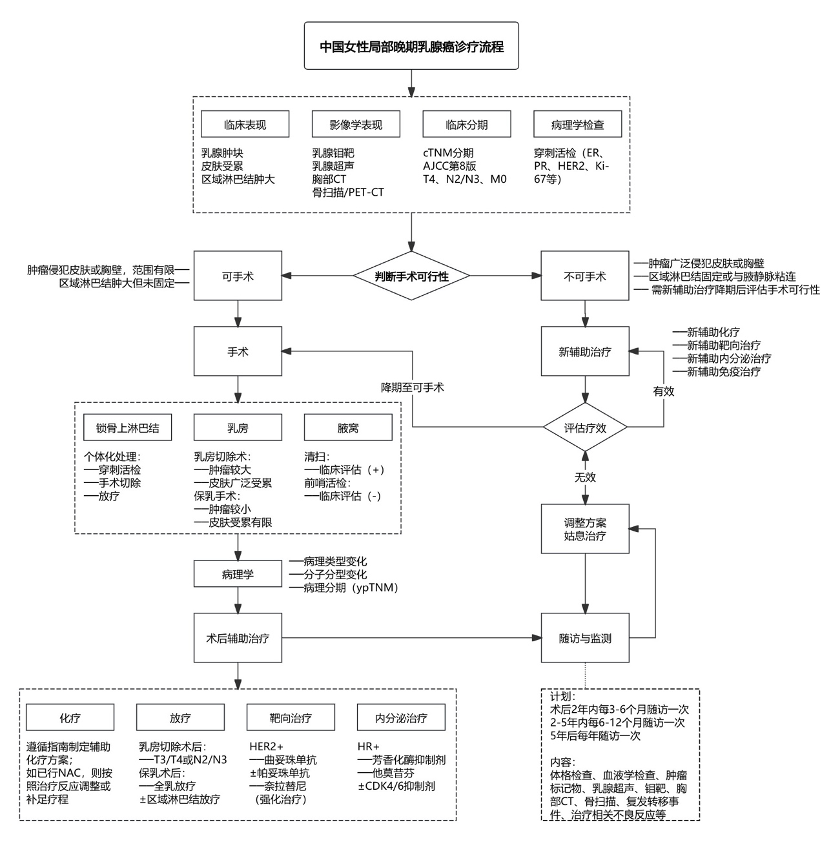 中国女性局部晚期乳腺癌诊疗流程
临床表现
乳腺肿块
皮肤受累
区域淋巴结肿大
影像学表现
乳腺钼靶
乳腺超声
胸部CT
骨扫描/PET-CT
临床分期
cTNM分期
AJCC第8版
T4、N2/N3、M0
病理学检查
穿刺活检（ER、
PR、HER2、Ki-
67等）
判断手术可行性
可手术
肿瘤侵犯皮肤或胸壁，范围有限
区域淋巴结肿大但未固定
不可手术
肿瘤广泛侵犯皮肤或胸壁
区域淋巴结固定或与腋静脉粘连
需新辅助治疗降期后评估手术可行性
手术
新辅助治疗
新辅助化疗
新辅助靶向治疗
新辅助内分泌治疗
新辅助免疫治疗
降期至可手术
有效
评估疗效
无效
锁骨上淋巴结
个体化处理：
穿刺活检
手术切除
放疗
乳房
乳房切除术：
肿瘤较大
皮肤广泛受累
保乳手术：
肿瘤较小
皮肤受累有限
腋窝
清扫：
临床评估（+）
前哨活检：
临床评估（-）
调整方案
姑息治疗
病理学
病理类型变化
分子分型变化
病理分期（ypTNM）
术后辅助治疗
随访与监测
化疗
遵循指南制定辅助
化疗方案；
如已行NAC，则按
照治疗反应调整或
补足疗程
放疗
乳房切除术后：
T3/T4或N2/N3
保乳术后：
全乳放疗
±区域淋巴结放疗
靶向治疗
HER2+
曲妥珠单抗
±帕妥珠单抗
奈拉替尼
（强化治疗）
内分泌治疗
HR+
芳香化酶抑制剂
他莫昔芬
±CDK4/6抑制剂
计划：
术后2年内每3-6个月随访一次
2-5年内每6-12个月随访一次
5年后每年随访一次
内容：
体格检查、血液学检查、肿瘤
标记物、乳腺超声、钼靶、胸
部CT、骨扫描、复发转移事
件、治疗相关不良反应等